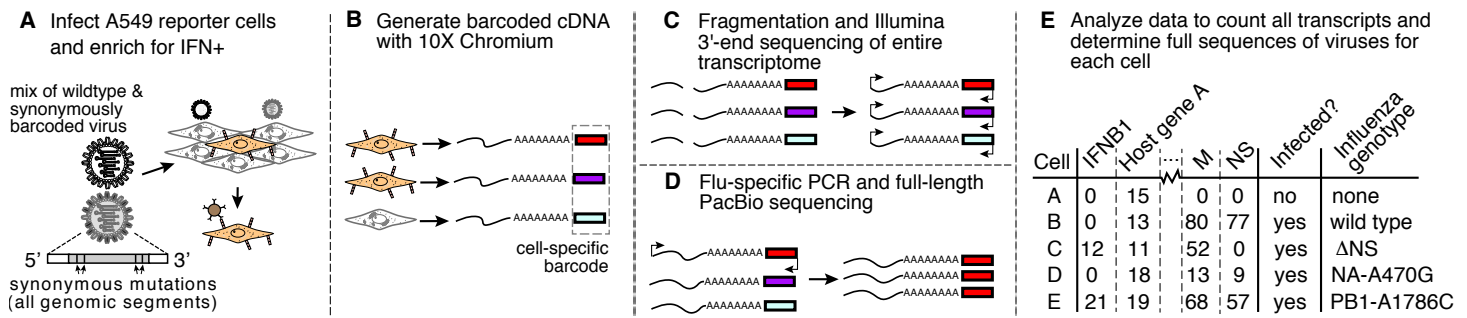 A Infect A549 reporter cells
and enrich for IFN+
mix of wildtype &
synonymously
barcoded virus
5' 3'
synonymous mutations
(all genomic segments)
B Generate barcoded cDNA
with 10X Chromium
AAAAAAAA
AAAAAAAA
AAAAAAAA
cell-specific
barcode
C Fragmentation and Illumina
3'-end sequencing of entire
transcriptome
AAAAAAAA AAAAAAAA
AAAAAAAA AAAAAAAA
AAAAAAAA AAAAAAAA
D Flu-specific PCR and full-length
PacBio sequencing
AAAAAAAA AAAAAAAA
AAAAAAAA AAAAAAAA
AAAAAAAA AAAAAAAA
E Analyze data to count all transcripts and
determine full sequences of viruses for
each cell
Cell IFNB1 Host gene A ... M NS Infected? Influenza genotype
A 0 15 0 0 no none
B 0 13 80 77 yes wild type
C 12 11 52 0 yes ΔNS
D 0 18 13 9 yes NA-A470G
E 21 19 68 57 yes PB1-A1786C